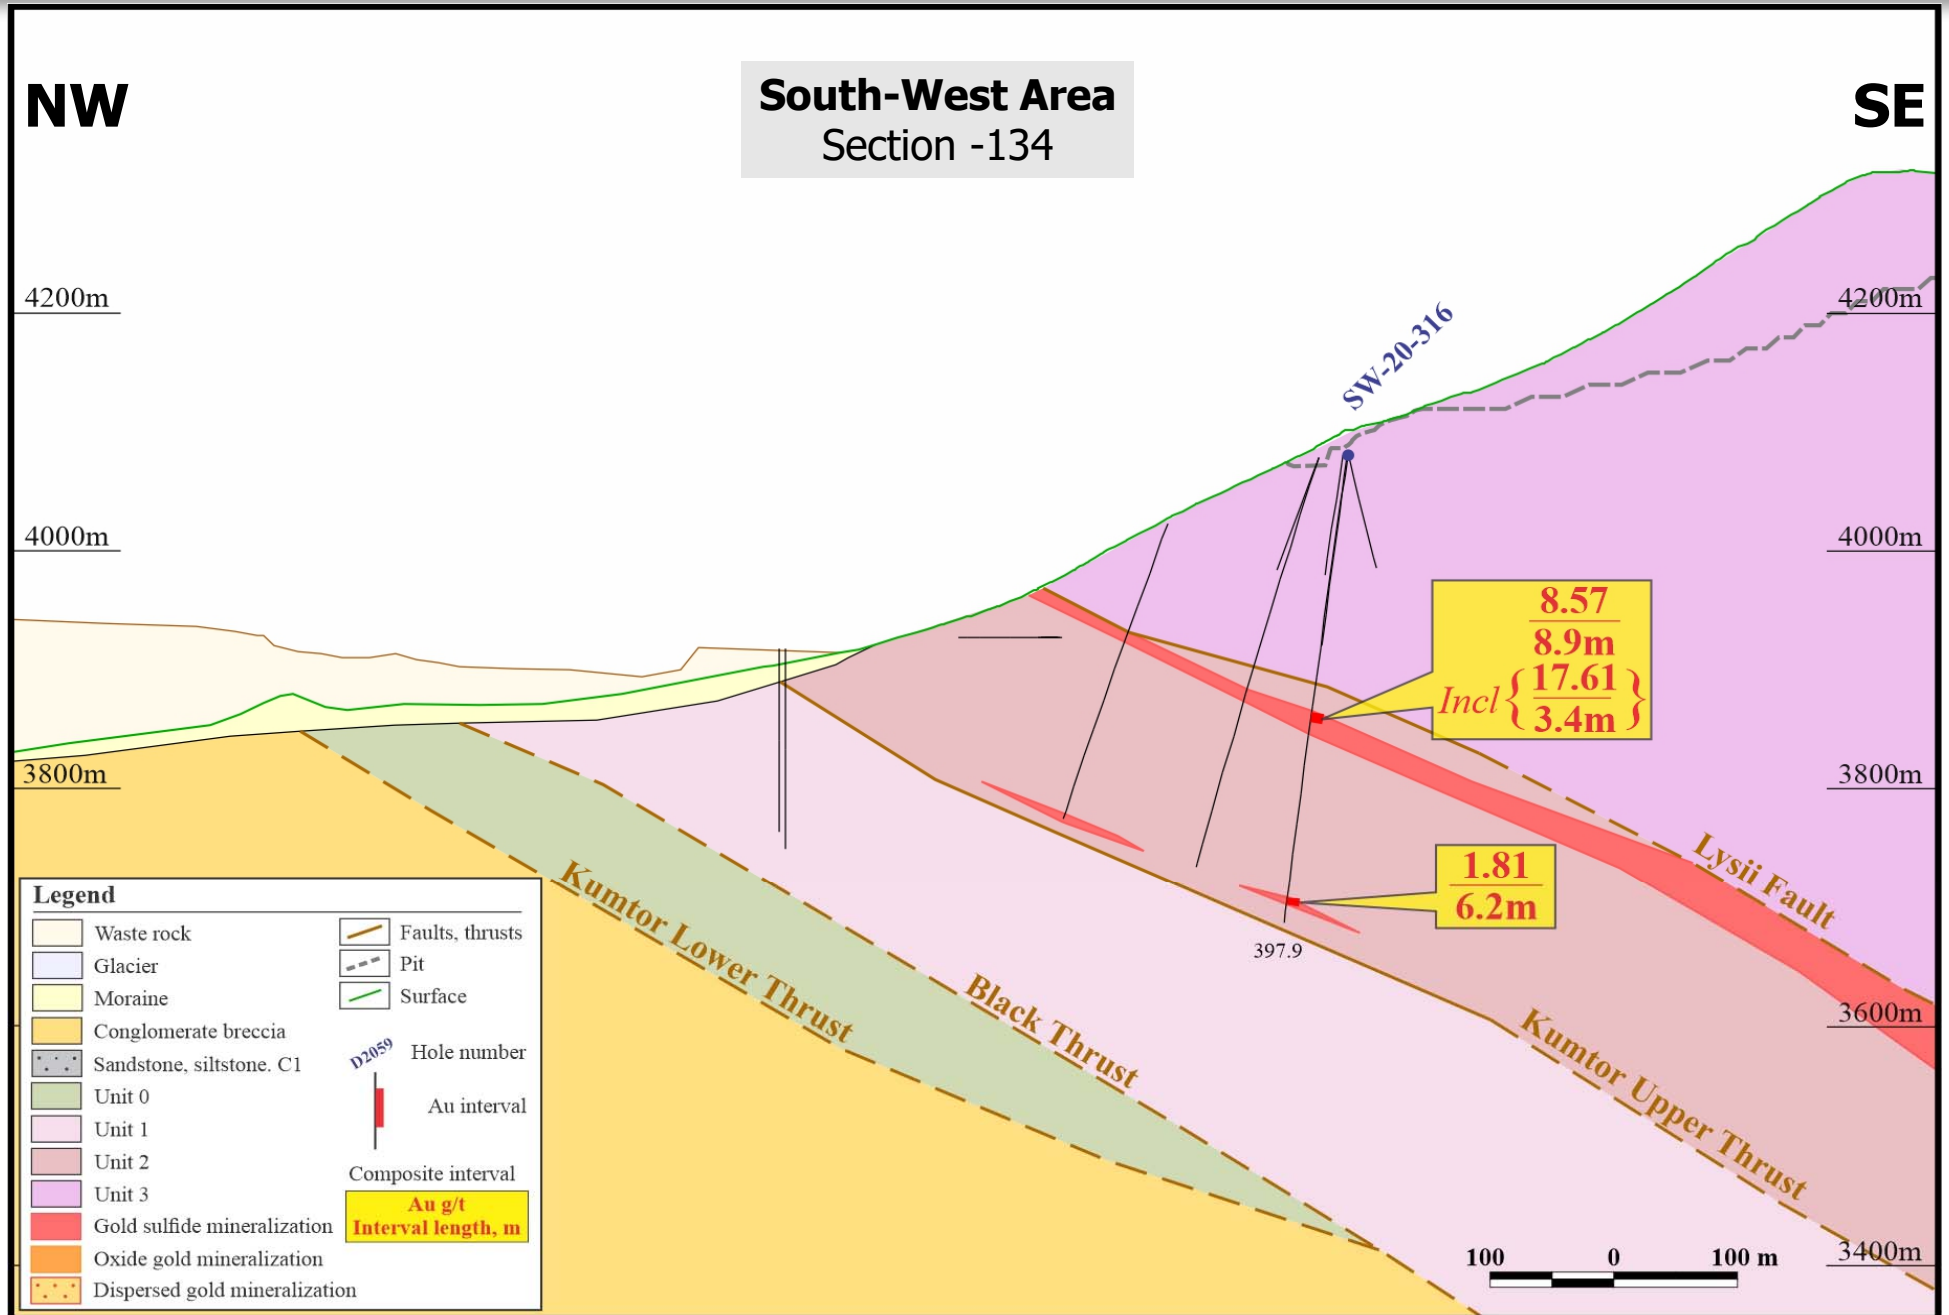 NW
South-West Area
Section -134
SE
4200m
4200m
SW-20-316
4000m
4000m
8.57
8.9m
Incl { 17.61
3.4m }
3800m
3800m
Lysii Fault
1.81
6.2m
397.9
Kumtor Lower Thrust
Black Thrust
Kumtor Upper Thrust
3600m
3400m
Legend
Waste rock
Glacier
Moraine
Conglomerate breccia
Sandstone, siltstone. C1
Unit 0
Unit 1
Unit 2
Unit 3
Gold sulfide mineralization
Oxide gold mineralization
Dispersed gold mineralization
Faults, thrusts
Pit
Surface
D2059
Hole number
Au interval
Composite interval
Au g/t
Interval length, m
100 0 100 m